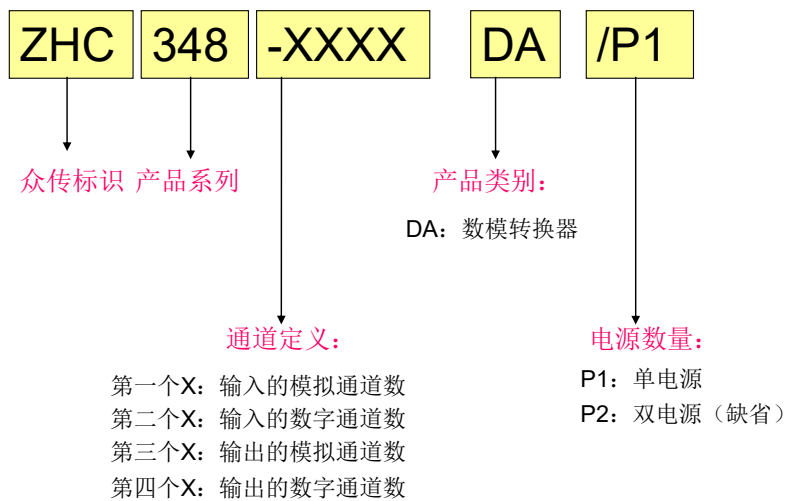 ZHC 348 -XXXX DA /P1
众传标识 产品系列 产品类别：
DA：数模转换器
通道定义： 电源数量：
第一个X：输入的模拟通道数
第二个X：输入的数字通道数
第三个X：输出的模拟通道数
第四个X：输出的数字通道数
P1：单电源
P2：双电源（缺省）